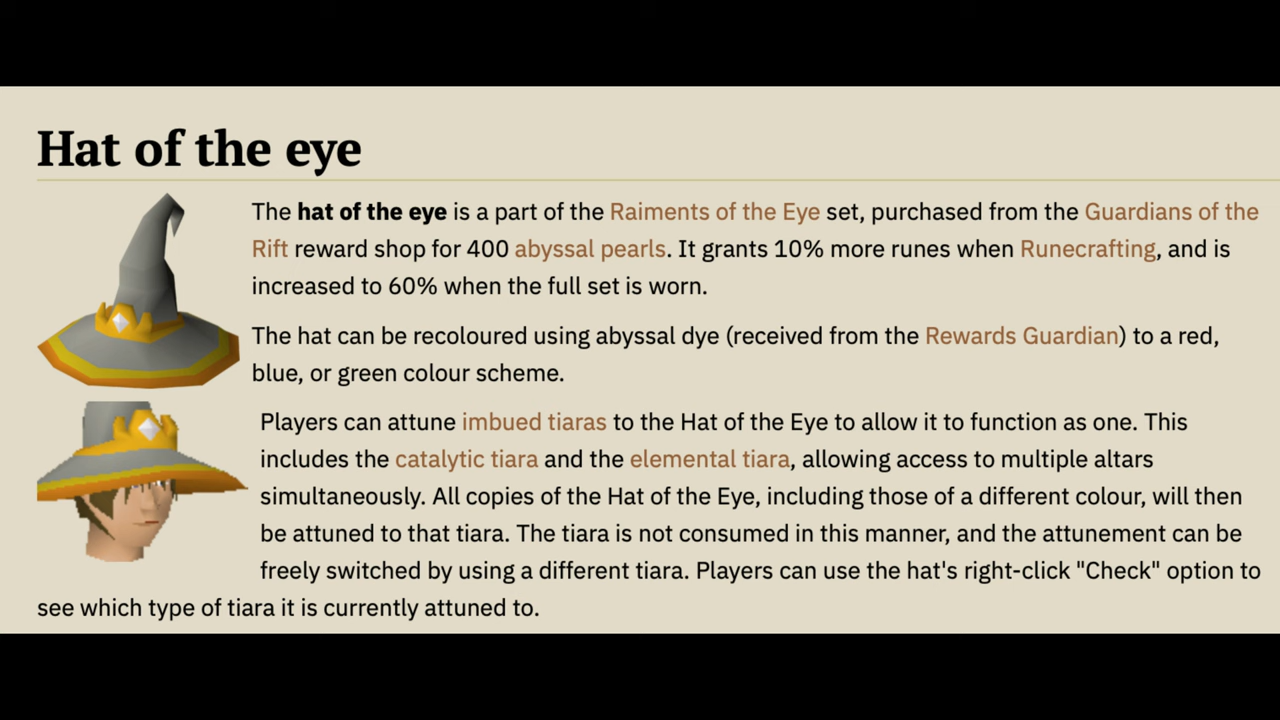 Hat of the eye
The hat of the eye is a part of the Raiments of the Eye set, purchased from the Guardians of the
Rift reward shop for 400 abyssal pearls. It grants 10% more runes when Runecrafting, and is
increased to 60% when the full set is worn.
The hat can be recoloured using abyssal dye (received from the Rewards Guardian) to a red,
blue, or green colour scheme.
Players can attune imbued tiaras to the Hat of the Eye to allow it to function as one. This
includes the catalytic tiara and the elemental tiara, allowing access to multiple altars
simultaneously. All copies of the Hat of the Eye, including those of a different colour, will then
be attuned to that tiara. The tiara is not consumed in this manner, and the attunement can be
freely switched by using a different tiara. Players can use the hat's right-click "Check" option to
see which type of tiara it is currently attuned to.